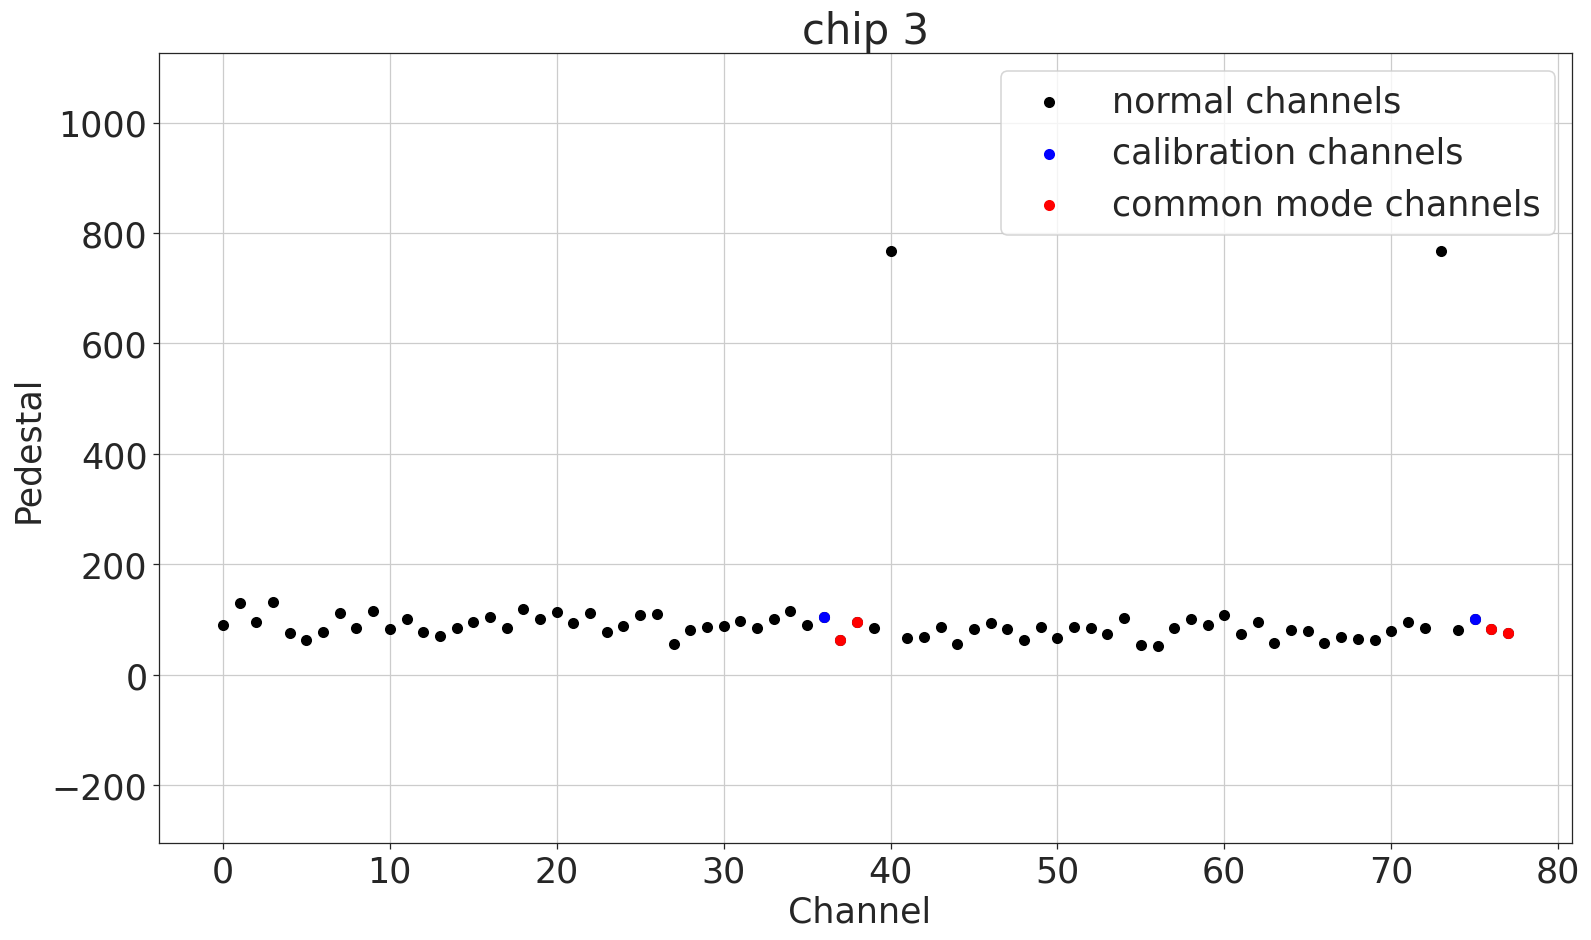 chip 3
normal channels
calibration channels
common mode channels
1000
800
600
400
200
0
−200
Pedestal
0 10 20 30 40 50 60 70 80
Channel